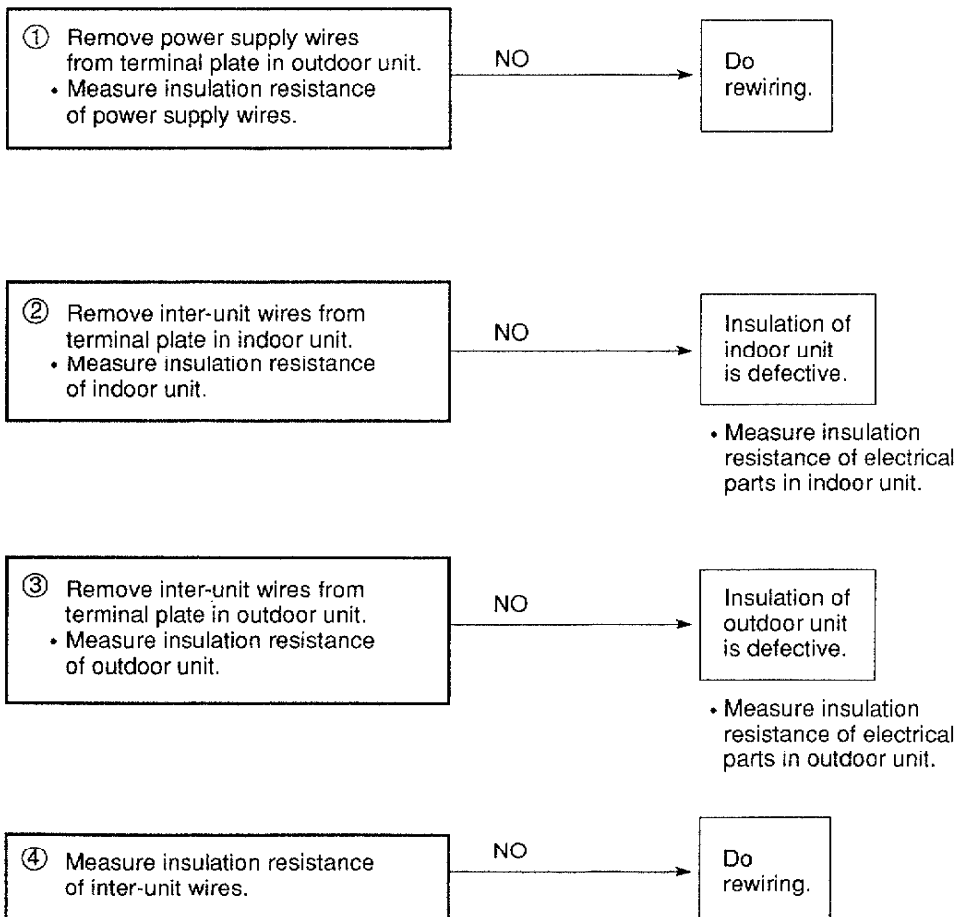 ① Remove power supply wires
from terminal plate in outdoor unit.
• Measure insulation resistance
of power supply wires.
NO
Do
rewiring.
② Remove inter-unit wires from
terminal plate in indoor unit.
• Measure insulation resistance
of indoor unit.
NO
Insulation of
indoor unit
is defective.
• Measure insulation
resistance of electrical
parts in indoor unit.
③ Remove inter-unit wires from
terminal plate in outdoor unit.
• Measure insulation resistance
of outdoor unit.
NO
Insulation of
outdoor unit
is defective.
• Measure insulation
resistance of electrical
parts in outdoor unit.
④ Measure insulation resistance
of inter-unit wires.
NO
Do
rewiring.